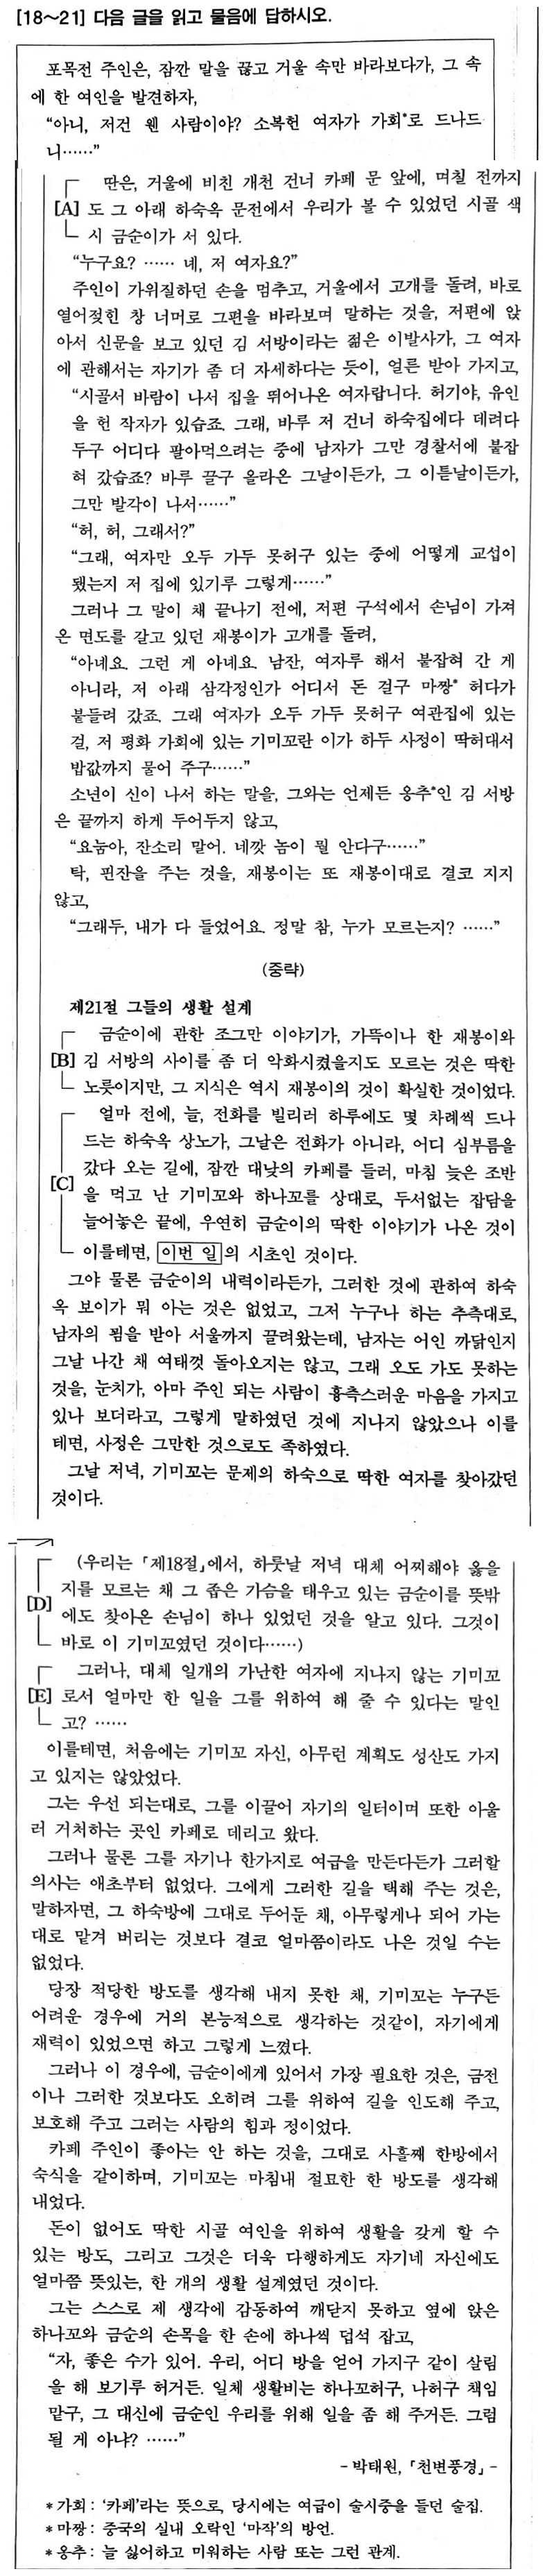 [18～21] 다음 글을 읽고 물음에 답하시오.
포목전 주인은, 잠깐 말을 끊고 거울 속만 바라보다가, 그 속
에 한 여인을 발견하자,
“아니, 저건 웬 사람이야? 소복헌 여자가 가회*로 드나드
니……”
딴은, 거울에 비친 개천 건너 카페 문 앞에, 며칠 전까지
[A] 도 그 아래 하숙옥 문전에서 우리가 볼 수 있었던 시골 색
시 금순이가 서 있다.
“누구요? …… 네, 저 여자요?”
주인이 가위질하던 손을 멈추고, 거울에서 고개를 돌려, 바로
열어젖힌 창 너머로 그편을 바라보며 말하는 것을, 저편에 앉
아서 신문을 보고 있던 김 서방이라는 젊은 이발사가, 그 여자
에 관해서는 자기가 좀 더 자세하다는 듯이, 얼른 받아 가지고,
“시골서 바람이 나서 집을 뛰어나온 여자랍니다. 허기야, 유인
을 헌 작자가 있습죠. 그래, 바루 저 건너 하숙집에다 데려다
두구 어디다 팔아먹으려는 중에 남자가 그만 경찰서에 붙잡
혀 갔습죠? 바루 끌구 올라온 그날이든가, 그 이튿날이든가,
그만 발각이 나서……”
“허, 허, 그래서?”
“그래, 여자만 오두 가두 못허구 있는 중에 어떻게 교섭이
됐는지 저 집에 있기루 그렇게……”
그러나 그 말이 채 끝나기 전에, 저편 구석에서 손님이 가져
온 면도를 갈고 있던 재봉이가 고개를 돌려,
“아녜요. 그런 게 아녜요. 남잔, 여자루 해서 붙잡혀 간 게
아니라, 저 아래 삼각정인가 어디서 돈 걸구 마짱* 허다가
붙들려 갔죠. 그래 여자가 오두 가두 못허구 여관집에 있는
걸, 저 평화 가회에 있는 기미꼬란 이가 하두 사정이 딱허대서
밥값까지 물어 주구……”
소년이 신이 나서 하는 말을, 그와는 언제든 옹추*인 김 서방
은 끝까지 하게 두어두지 않고,
“요놈아, 잔소리 말어. 네깟 놈이 뭘 안다구……”
탁, 핀잔을 주는 것을, 재봉이는 또 재봉이대로 결코 지지
않고,
“그래두, 내가 다 들었어요. 정말 참, 누가 모르는지? ……”
(중략)
제21절 그들의 생활 설계
금순이에 관한 조그만 이야기가, 가뜩이나 한 재봉이와
[B] 김 서방의 사이를 좀 더 악화시켰을지도 모르는 것은 딱한
노릇이지만, 그 지식은 역시 재봉이의 것이 확실한 것이었다.
얼마 전에, 늘, 전화를 빌리러 하루에도 몇 차례씩 드나
드는 하숙옥 상노가, 그날은 전화가 아니라, 어디 심부름을
갔다 오는 길에, 잠깐 대낮의 카페를 들러, 마침 늦은 조반
[C] 을 먹고 난 기미꼬와 하나꼬를 상대로, 두서없는 잡담을
늘어놓은 끝에, 우연히 금순이의 딱한 이야기가 나온 것이
이를테면, 이번 일의 시초인 것이다.
그야 물론 금순이의 내력이라든가, 그러한 것에 관하여 하숙
옥 보이가 뭐 아는 것은 없었고, 그저 누구나 하는 추측대로,
남자의 꾐을 받아 서울까지 끌려왔는데, 남자는 어인 까닭인지
그날 나간 채 여태껏 돌아오지는 않고, 그래 오도 가도 못하는
것을, 눈치가, 아마 주인 되는 사람이 흉측스러운 마음을 가지고
있나 보더라고, 그렇게 말하였던 것에 지나지 않았으나 이를
테면, 사정은 그만한 것으로도 족하였다.
그날 저녁, 기미꼬는 문제의 하숙으로 딱한 여자를 찾아갔던
것이다.
(우리는 「제18절」에서, 하룻날 저녁 대체 어찌해야 옳을
지를 모르는 채 그 좁은 가슴을 태우고 있는 금순이를 뜻밖
[D] 에도 찾아온 손님이 하나 있었던 것을 알고 있다. 그것이
바로 이 기미꼬였던 것이다……)
그러나, 대체 일개의 가난한 여자에 지나지 않는 기미꼬
[E] 로서 얼마만 한 일을 그를 위하여 해 줄 수 있다는 말인
고? ……
이를테면, 처음에는 기미꼬 자신, 아무런 계획도 성산도 가지
고 있지는 않았었다.
그는 우선 되는대로, 그를 이끌어 자기의 일터이며 또한 아울
러 거처하는 곳인 카페로 데리고 왔다.
그러나 물론 그를 자기나 한가지로 여급을 만든다든가 그러할
의사는 애초부터 없었다. 그에게 그러한 길을 택해 주는 것은,
말하자면, 그 하숙방에 그대로 두어둔 채, 아무렇게나 되어 가는
대로 맡겨 버리는 것보다 결코 얼마쯤이라도 나은 것일 수는
없었다.
당장 적당한 방도를 생각해 내지 못한 채, 기미꼬는 누구든
어려운 경우에 거의 본능적으로 생각하는 것같이, 자기에게
재력이 있었으면 하고 그렇게 느꼈다.
그러나 이 경우에, 금순이에게 있어서 가장 필요한 것은, 금전
이나 그러한 것보다도 오히려 그를 위하여 길을 인도해 주고,
보호해 주고 그러는 사람의 힘과 정이었다.
카페 주인이 좋아는 안 하는 것을, 그대로 사흘째 한방에서
숙식을 같이하며, 기미꼬는 마침내 절묘한 한 방도를 생각해
내었다.
돈이 없어도 딱한 시골 여인을 위하여 생활을 갖게 할 수
있는 방도, 그리고 그것은 더욱 다행하게도 자기네 자신에도
얼마쯤 뜻있는, 한 개의 생활 설계였던 것이다.
그는 스스로 제 생각에 감동하여 깨닫지 못하고 옆에 앉은
하나꼬와 금순의 손목을 한 손에 하나씩 덥석 잡고,
“자, 좋은 수가 있어. 우리, 어디 방을 얻어 가지구 같이 살림
을 해 보기루 허거든. 일체 생활비는 하나꼬허구, 나허구 책임
맡구, 그 대신에 금순인 우리를 위해 일을 좀 해 주거든. 그럼
될 게 아냐? ……”
- 박태원, 「천변풍경」 -
* 가회 : ‘카페’라는 뜻으로, 당시에는 여급이 술시중을 들던 술집.
* 마짱 : 중국의 실내 오락인 ‘마작’의 방언.
* 옹추 : 늘 싫어하고 미워하는 사람 또는 그런 관계.